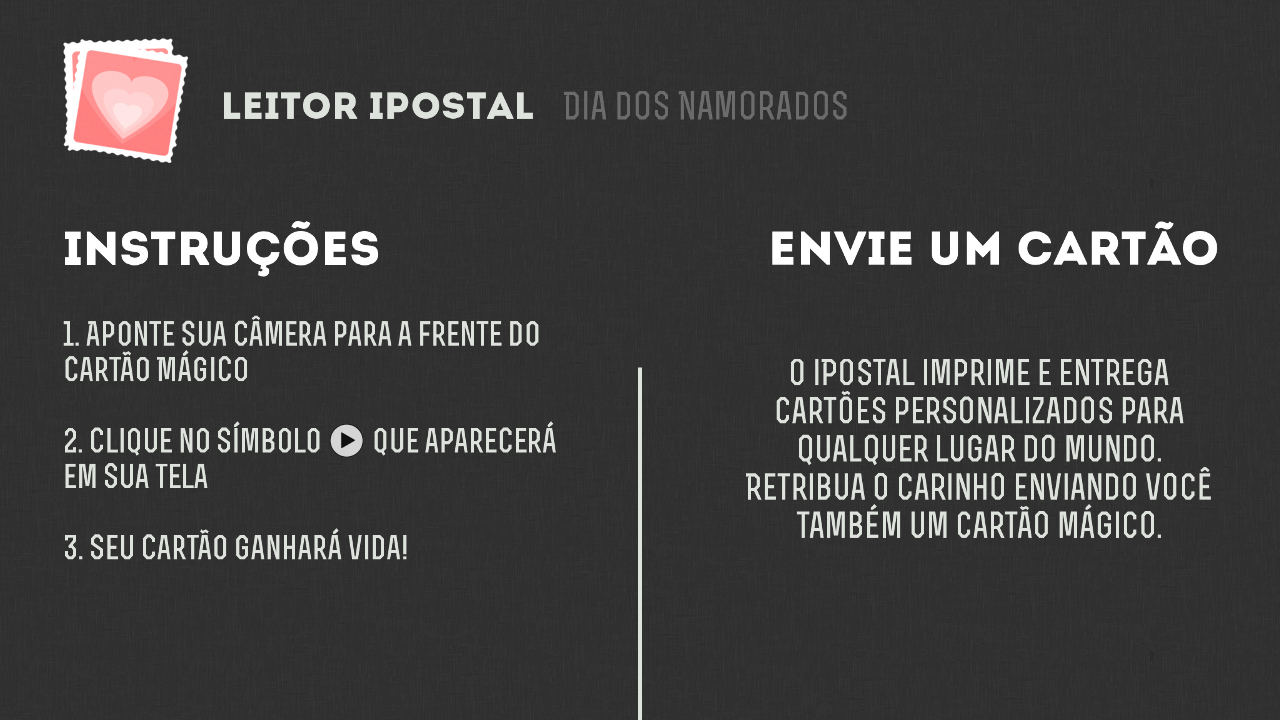 LEITOR IPOSTAL DIA DOS NAMORADOS
INSTRUÇÕES
1. APONTE SUA CÂMERA PARA A FRENTE DO
CARTÃO MÁGICO
2. CLIQUE NO SÍMBOLO QUE APARECERÁ
EM SUA TELA
3. SEU CARTÃO GANHARÁ VIDA!
ENVIE UM CARTÃO
O IPOSTAL IMPRIME E ENTREGA
CARTÕES PERSONALIZADOS PARA
QUALQUER LUGAR DO MUNDO.
RETRIBUA O CARINHO ENVIANDO VOCÊ
TAMBÉM UM CARTÃO MÁGICO.